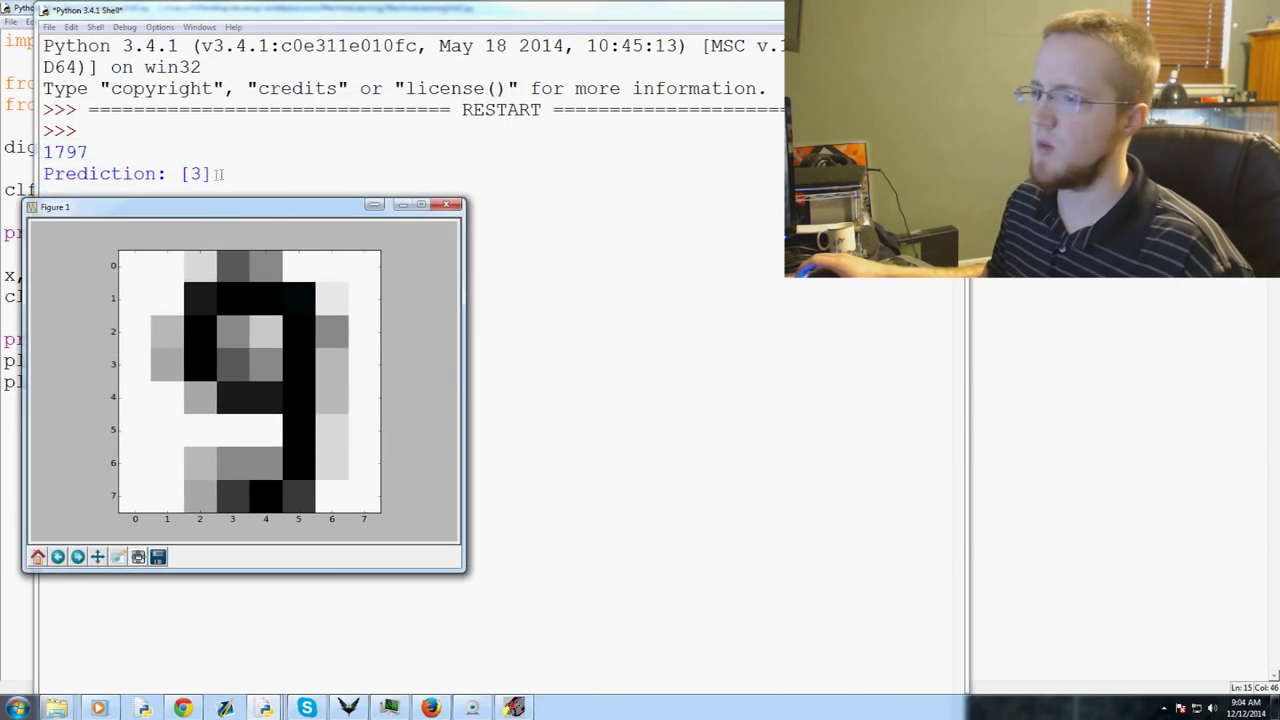 *Python 3.4.1 Shell*
File Edit Shell Debug Options Windows Help
Python 3.4.1 (v3.4.1:c0e311e010fc, May 18 2014, 10:45:13) [MSC v.1
D64)] on win32
Type "copyright", "credits" or "license()" for more information.
>>> ================================ RESTART ================
>>>
1797
Prediction: [3]
Figure 1
0
1
2
3
4
5
6
7
0 1 2 3 4 5 6 7
File
imp
fro
fro
dig
clf
pr
x,
cl
pr
pl
pl
Ln: 15 Col: 46
9:04 AM
12/12/2014